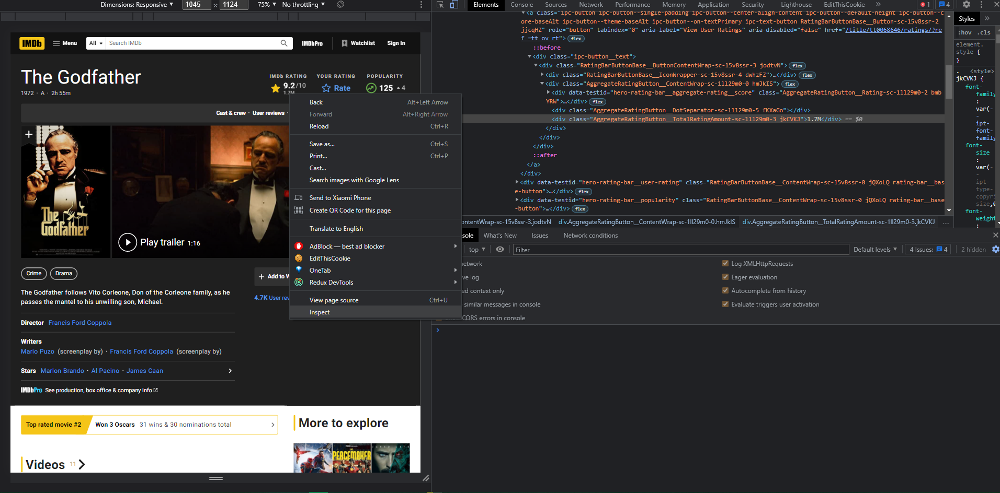 Dimensions: Responsive ▼ 1045 × 1124 75% ▼ No throttling ▼
IMDb Menu All Search IMDb IMDbPro Watchlist Sign In
The Godfather
1972 · A · 2h 55m
IMDb RATING YOUR RATING POPULARITY
9.2/10 Rate 125 4
1.7M
Cast & crew · User reviews ·
The
Godfather
Play trailer 1:16
Crime Drama
Add to W
The Godfather follows Vito Corleone, Don of the Corleone family, as he
passes the mantel to his unwilling son, Michael.
4.7K User rev
Director Francis Ford Coppola
Writers
Mario Puzo (screenplay by) · Francis Ford Coppola (screenplay by)
Stars Marlon Brando · Al Pacino · James Caan
IMDbPro See production, box office & company info
Top rated movie #2 Won 3 Oscars 31 wins & 30 nominations total
More to explore
Videos 11
PEACEMAKER
Back Alt+Left Arrow
Forward Alt+Right Arrow
Reload Ctrl+R
Save as... Ctrl+S
Print... Ctrl+P
Cast...
Search images with Google Lens
Send to Xiaomi Phone
Create QR Code for this page
Translate to English
AdBlock — best ad blocker
EditThisCookie
OneTab
Redux DevTools
View page source Ctrl+U
Inspect
Elements Console Sources Network Performance Memory Application Security Lighthouse EditThisCookie » 1 4
<a class="ipc-button ipc-button--single-padding ipc-button--center-align-content ipc-button--default-height ipc-button--c
ore-baseAlt ipc-button--theme-baseAlt ipc-button--on-textPrimary ipc-text-button RatingBarButtonBase__Button-sc-15v8ssr-2
jjcqHZ" role="button" tabindex="0" aria-label="View User Ratings" aria-disabled="false" href="/title/tt0068646/ratings/?re
f_=tt_ov_rt"> flex
::before
<div class="ipc-button__text">
<div class="RatingBarButtonBase__ButtonContentWrap-sc-15v8ssr-3 jodtvN"> flex
<div class="RatingBarButtonBase__IconWrapper-sc-15v8ssr-4 dwhzFZ">…</div> flex
<div class="AggregateRatingButton__ContentWrap-sc-1ll29m0-0 hmJkIS"> flex
<div data-testid="hero-rating-bar__aggregate-rating__score" class="AggregateRatingButton__Rating-sc-1ll29m0-2 bmb
YRW">…</div> flex
<div class="AggregateRatingButton__DotSeparator-sc-1ll29m0-5 fKXaGo"></div>
<div class="AggregateRatingButton__TotalRatingAmount-sc-1ll29m0-3 jkCVKJ">1.7M</div> == $0
</div>
</div>
</div>
::after
</a>
</div>
<div data-testid="hero-rating-bar__user-rating" class="RatingBarButtonBase__ContentWrap-sc-15v8ssr-0 jQXoLQ rating-bar__bas
e-button">…</div> flex
<div data-testid="hero-rating-bar__popularity" class="RatingBarButtonBase__ContentWrap-sc-15v8ssr-0 jQXoLQ rating-bar__base
-button">…</div> flex
ontentWrap-sc-15v8ssr-3.jodtvN div.AggregateRatingButton__ContentWrap-sc-1ll29m0-0.hmJkIS div.AggregateRatingButton__TotalRatingAmount-sc-1ll29m0-3.jkCVKJ ...
Styles »
:hov .cls
element.
style {
}
. <style>
jkCVKJ {
font-
family
:
var(-
-
ipt-
font-
family
font-
size
:
var(-
-
ipt-
type-
copyri
size,0
font-
weight
:
sole What's New Issues Network conditions
top ▼ Filter Default levels ▼ 4 Issues: 4 2 hidden
network Log XMLHttpRequests
ve log Eager evaluation
ed context only Autocomplete from history
similar messages in console Evaluate triggers user activation
CORS errors in console